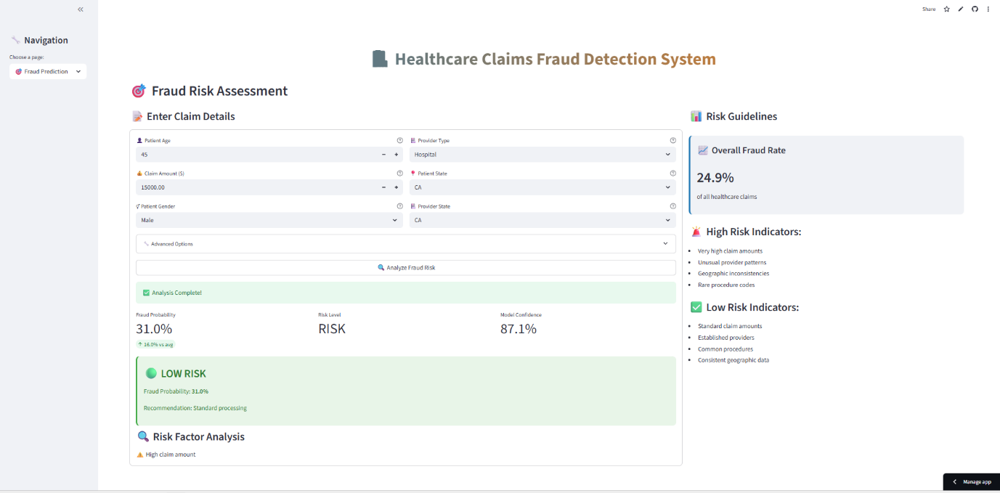 Share
Navigation
Choose a page:
Fraud Prediction
Healthcare Claims Fraud Detection System
Fraud Risk Assessment
Enter Claim Details
Patient Age
45
Provider Type
Hospital
Claim Amount ($)
15000.00
Patient State
CA
Patient Gender
Male
Provider State
CA
Advanced Options
Analyze Fraud Risk
Analysis Complete!
Fraud Probability
31.0%
↑ 16.0% vs avg
Risk Level
RISK
Model Confidence
87.1%
LOW RISK
Fraud Probability: 31.0%
Recommendation: Standard processing
Risk Factor Analysis
High claim amount
Risk Guidelines
Overall Fraud Rate
24.9%
of all healthcare claims
High Risk Indicators:
• Very high claim amounts
• Unusual provider patterns
• Geographic inconsistencies
• Rare procedure codes
Low Risk Indicators:
• Standard claim amounts
• Established providers
• Common procedures
• Consistent geographic data
Manage app